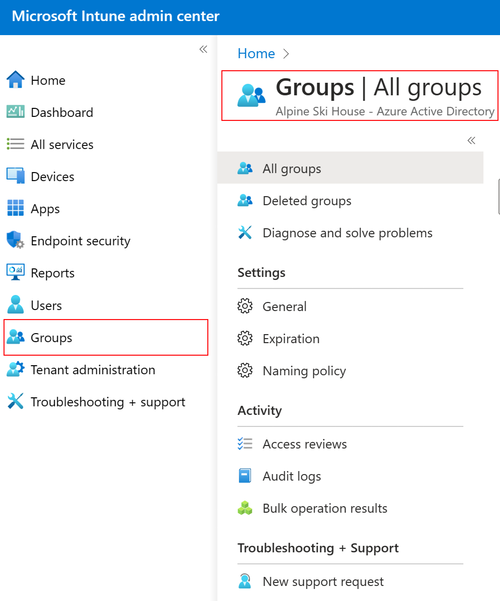 Microsoft Intune admin center
Home
Dashboard
All services
Devices
Apps
Endpoint security
Reports
Users
Groups
Tenant administration
Troubleshooting + support
Home
Groups | All groups
Alpine Ski House - Azure Active Directory
All groups
Deleted groups
Diagnose and solve problems
Settings
General
Expiration
Naming policy
Activity
Access reviews
Audit logs
Bulk operation results
Troubleshooting + Support
New support request